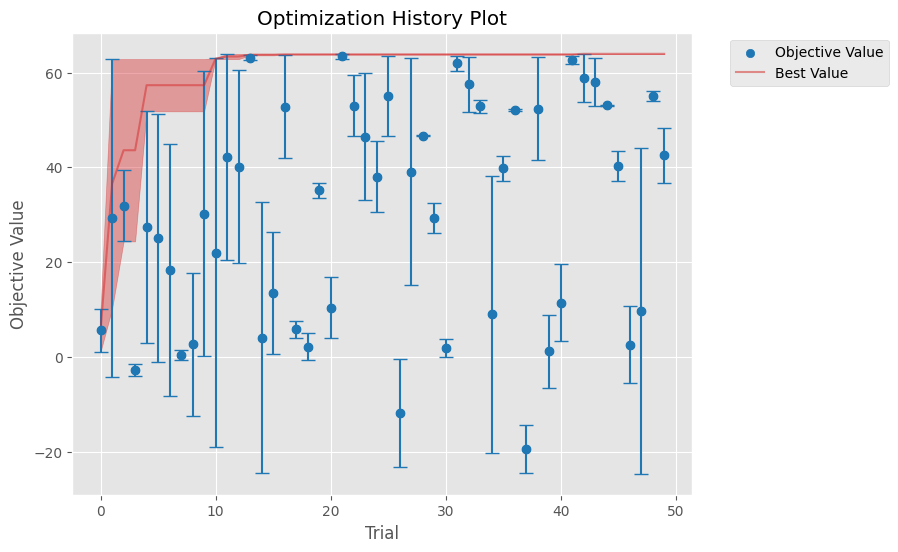 Optimization History Plot
Objective Value
Best Value
Objective Value
60
40
20
0
−20
0 10 20 30 40 50
Trial